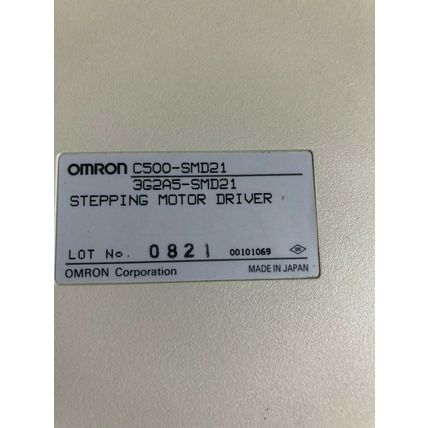 OMRON C500-SMD21
3G2A5-SMD21
STEPPING MOTOR DRIVER
LOT No. 0821 00101069
OMRON Corporation MADE IN JAPAN